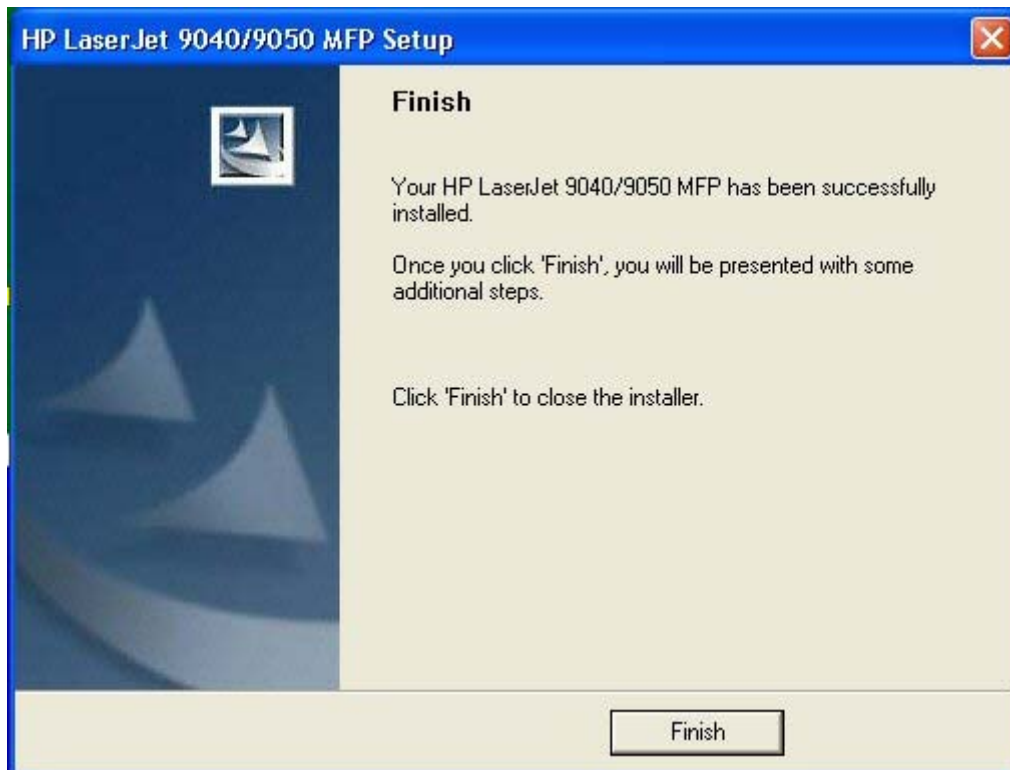 HP LaserJet 9040/9050 MFP Setup
Finish
Your HP LaserJet 9040/9050 MFP has been successfully
installed.
Once you click 'Finish', you will be presented with some
additional steps.
Click 'Finish' to close the installer.
Finish